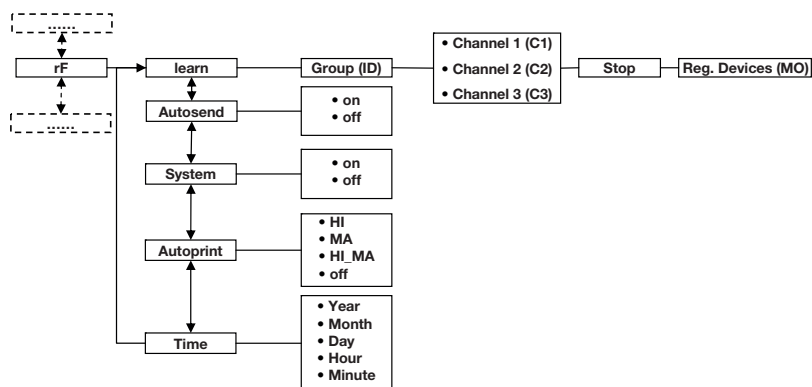 ......
rF
......
learn
Group (ID)
• Channel 1 (C1)
• Channel 2 (C2)
• Channel 3 (C3)
Stop
Reg. Devices (MO)
Autosend
• on
• off
System
• on
• off
Autoprint
• HI
• MA
• HI_MA
• off
Time
• Year
• Month
• Day
• Hour
• Minute